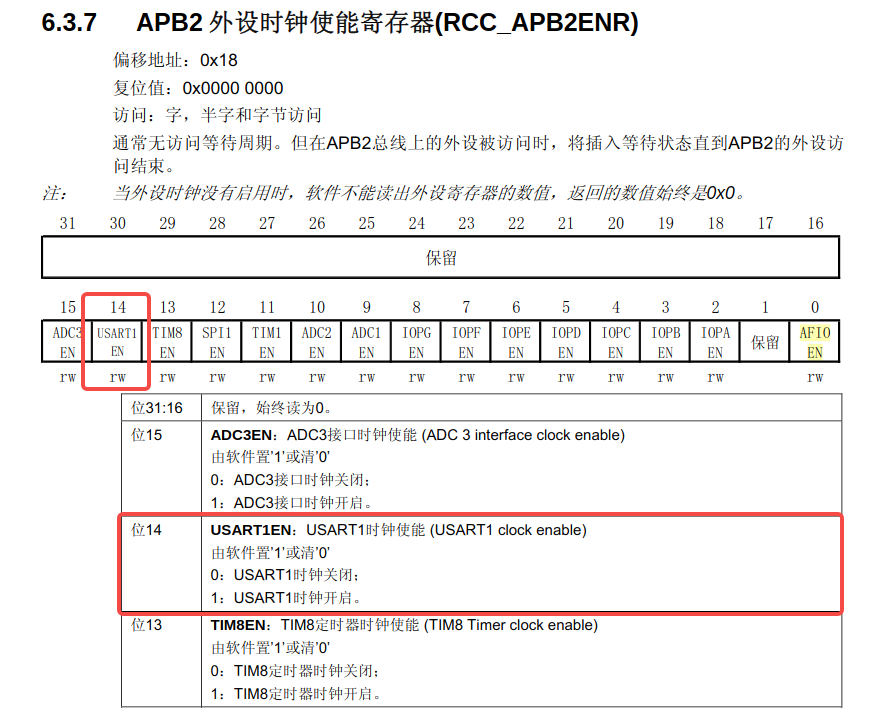 6.3.7 APB2 外设时钟使能寄存器(RCC_APB2ENR)
偏移地址：0x18
复位值：0x0000 0000
访问：字，半字和字节访问
通常无访问等待周期。但在APB2总线上的外设被访问时，将插入等待状态直到APB2的外设访
问结束。
注： 当外设时钟没有启用时，软件不能读出外设寄存器的数值，返回的数值始终是0x0。
31 30 29 28 27 26 25 24 23 22 21 20 19 18 17 16
保留
15 14 13 12 11 10 9 8 7 6 5 4 3 2 1 0
ADC3 USART1 TIM8 SPI1 TIM1 ADC2 ADC1 IOPG IOPF IOPE IOPD IOPC IOPB IOPA 保留 AFIO
EN EN EN EN EN EN EN EN EN EN EN EN EN EN EN
rw rw rw rw rw rw rw rw rw rw rw rw rw rw rw
位31:16 保留，始终读为0。
位15 ADC3EN：ADC3接口时钟使能 (ADC 3 interface clock enable)
由软件置'1'或清'0'
0：ADC3接口时钟关闭；
1：ADC3接口时钟开启。
位14 USART1EN：USART1时钟使能 (USART1 clock enable)
由软件置'1'或清'0'
0：USART1时钟关闭；
1：USART1时钟开启。
位13 TIM8EN：TIM8定时器时钟使能 (TIM8 Timer clock enable)
由软件置'1'或清'0'
0：TIM8定时器时钟关闭；
1：TIM8定时器时钟开启。